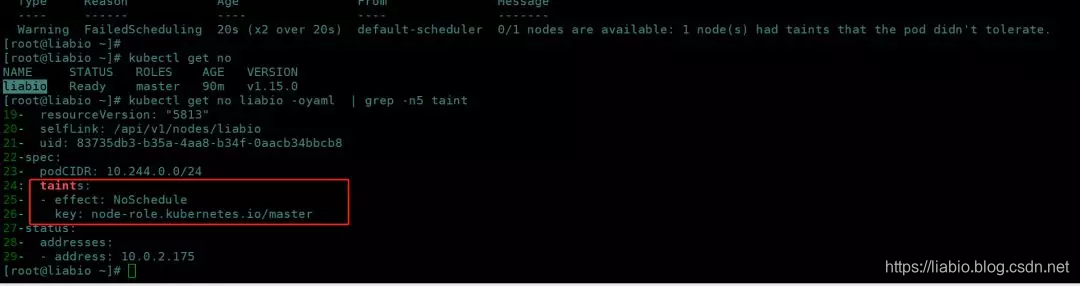 Type Reason Age From Message
---- ------ ---- ---- -------
Warning FailedScheduling 20s (x2 over 20s) default-scheduler 0/1 nodes are available: 1 node(s) had taints that the pod didn't tolerate.
[root@liabio ~]#
[root@liabio ~]# kubectl get no
NAME STATUS ROLES AGE VERSION
liabio Ready master 90m v1.15.0
[root@liabio ~]# kubectl get no liabio -oyaml | grep -n5 taint
19- resourceVersion: "5813"
20- selfLink: /api/v1/nodes/liabio
21- uid: 83735db3-b35a-4aa8-b34f-0aacb34bbcb8
22-spec:
23- podCIDR: 10.244.0.0/24
24: taints:
25- - effect: NoSchedule
26- key: node-role.kubernetes.io/master
27-status:
28- addresses:
29- - address: 10.0.2.175
[root@liabio ~]#
https://liabio.blog.csdn.net